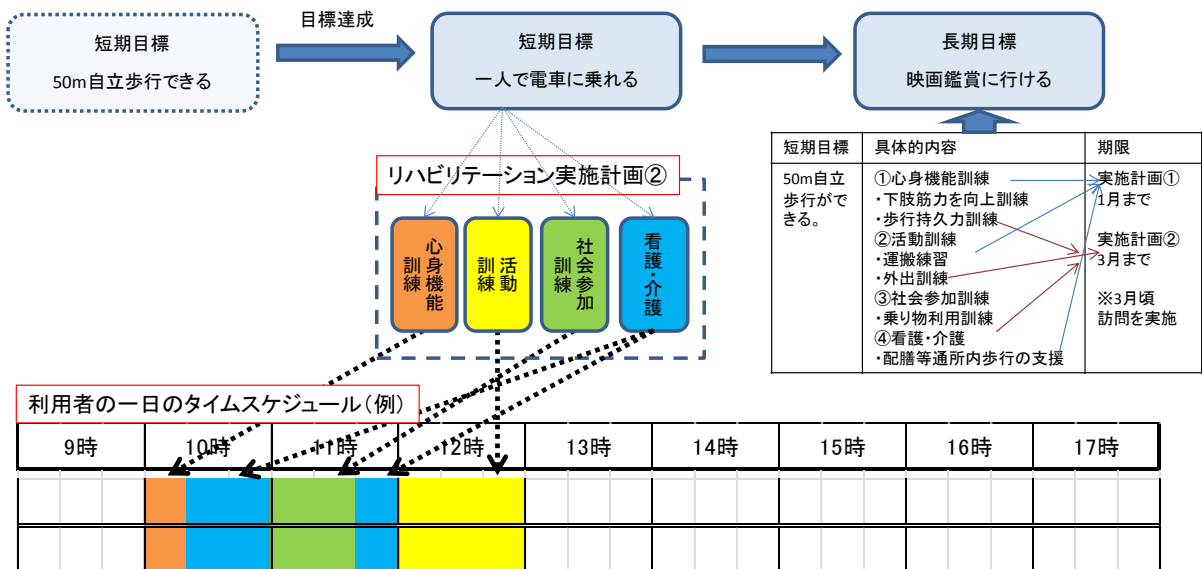 目標達成
短期目標
50m自立歩行できる
短期目標
一人で電車に乗れる
長期目標
映画鑑賞に行ける
リハビリテーション実施計画②
心身機能
訓練
活動
訓練
社会参加
訓練
看護・介護
短期目標
具体的内容
期限
50m自立
歩行がで
きる。
①心身機能訓練
・下肢筋力を向上訓練
・歩行持久力訓練
②活動訓練
・運搬練習
・外出訓練
③社会参加訓練
・乗り物利用訓練
④看護・介護
・配膳等通所内歩行の支援
実施計画①
1月まで
実施計画②
3月まで
※3月頃
訪問を実施
利用者の一日のタイムスケジュール(例)
9時
10時
11時
12時
13時
14時
15時
16時
17時